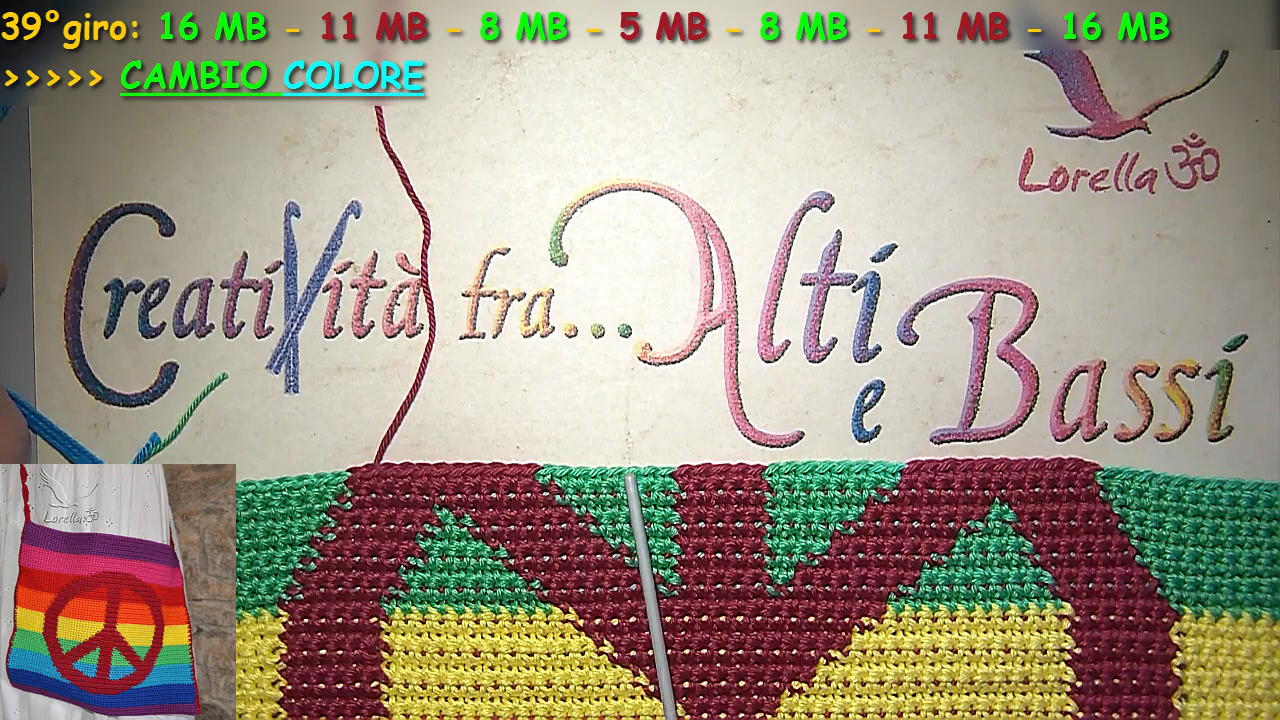 39°giro: 16 MB - 11 MB - 8 MB - 5 MB - 8 MB - 11 MB - 16 MB
>>>>> CAMBIO COLORE
Lorella ॐ
CreatiVità fra... Alti
e Bassi
Lorella ॐ